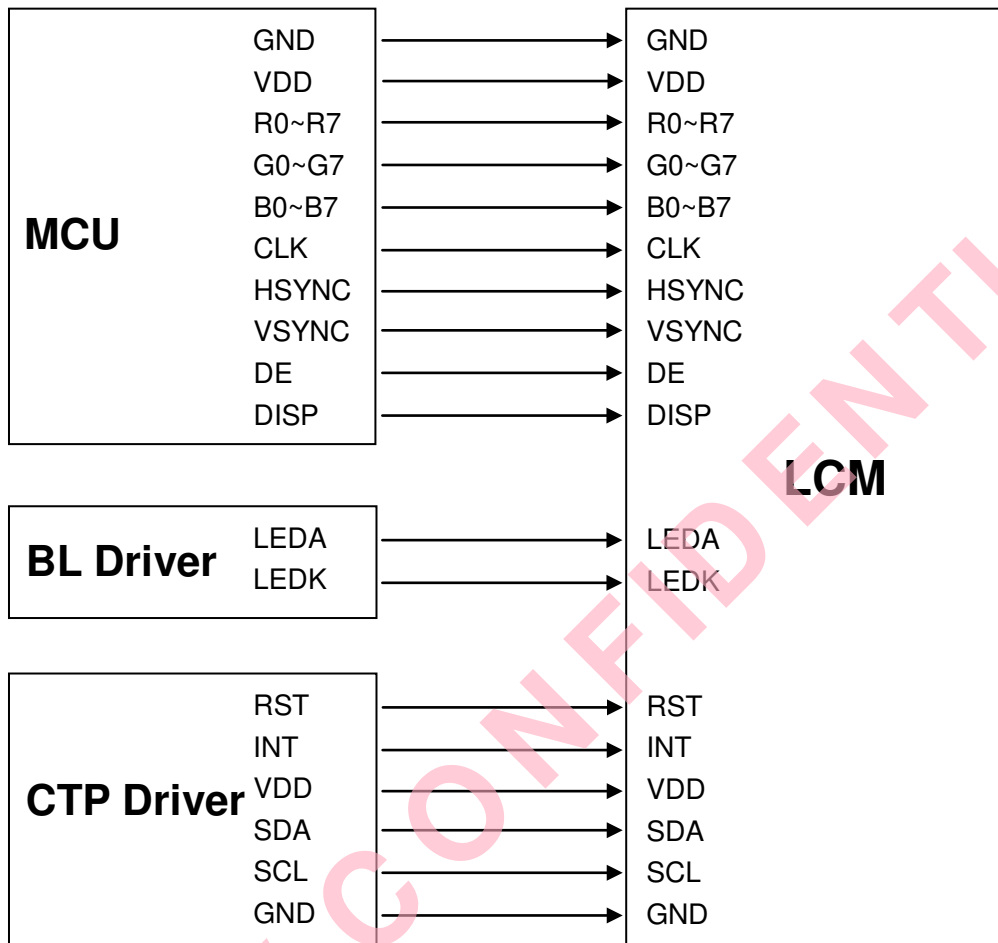 MCU
GND
VDD
R0~R7
G0~G7
B0~B7
CLK
HSYNC
VSYNC
DE
DISP
BL Driver
LEDA
LEDK
CTP Driver
RST
INT
VDD
SDA
SCL
GND
LCM
GND
VDD
R0~R7
G0~G7
B0~B7
CLK
HSYNC
VSYNC
DE
DISP
LEDA
LEDK
RST
INT
VDD
SDA
SCL
GND
CONFIDENTI